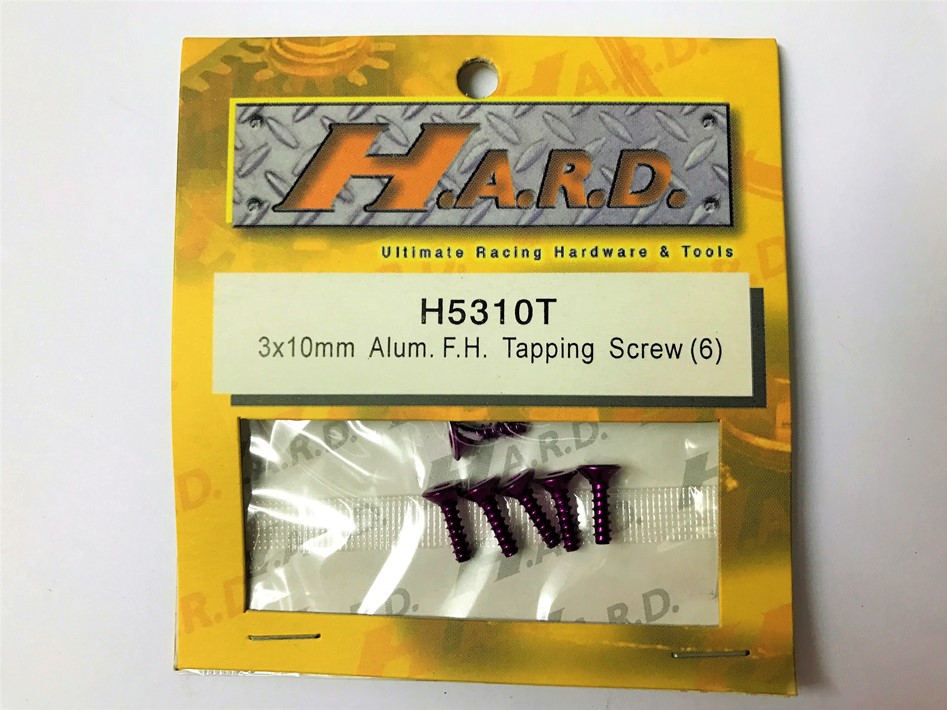 H.A.R.D.
H.A.R.D.
Ultimate Racing Hardware & Tools
H5310T
3x10mm Alum. F.H. Tapping Screw (6)
H.A.R.D.